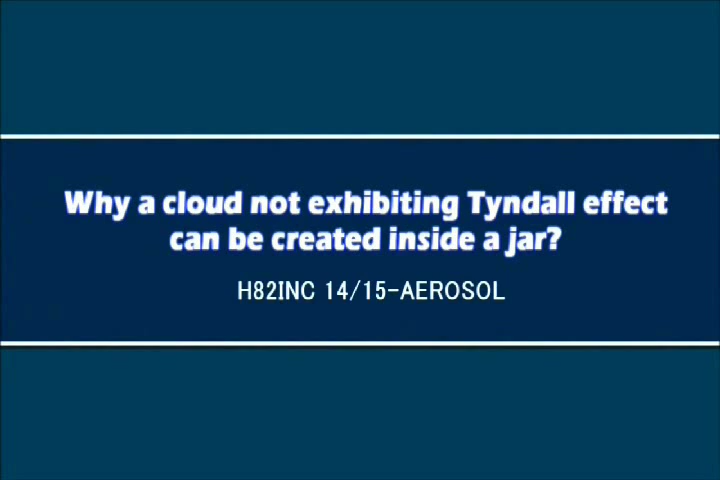 Why a cloud not exhibiting Tyndall effect
can be created inside a jar?
H82INC 14/15-AEROSOL